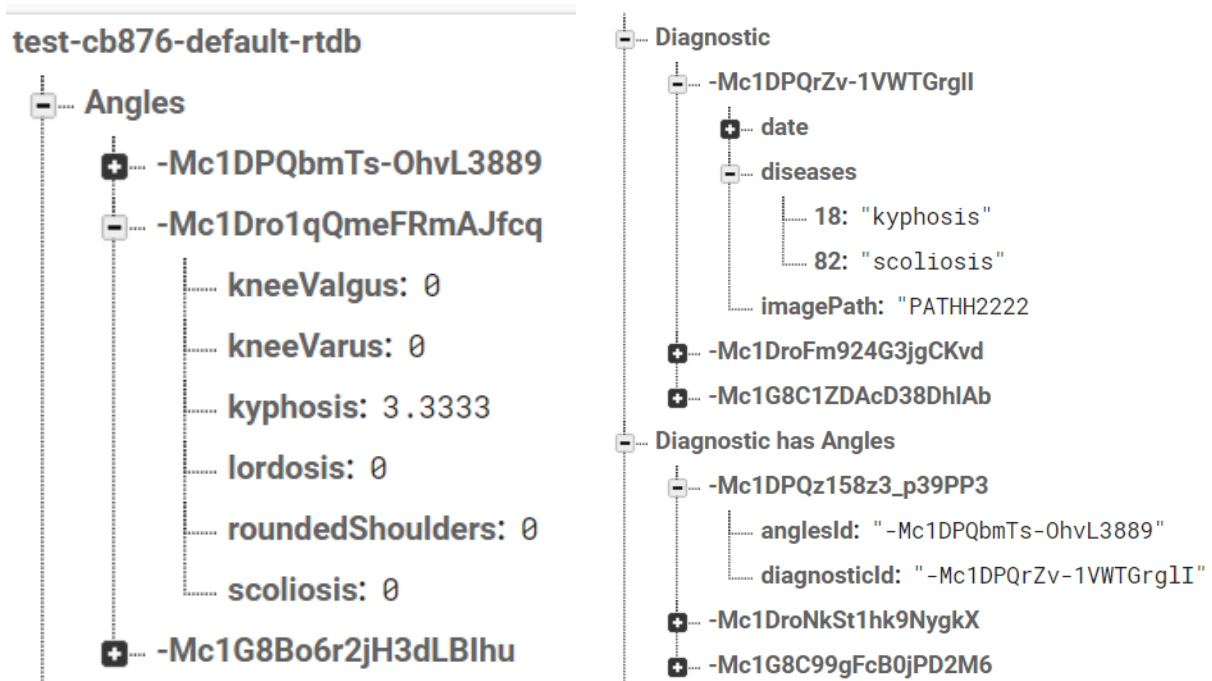 test-cb876-default-rtdb
Angles
-Mc1DPQbmTs-OhvL3889
-Mc1Dro1qQmeFRmAJfcq
kneeValgus: 0
kneeVarus: 0
kyphosis: 3.3333
lordosis: 0
roundedShoulders: 0
scoliosis: 0
-Mc1G8Bo6r2jH3dLBIhu
Diagnostic
-Mc1DPQrZv-1VWTGrglI
date
diseases
18: "kyphosis"
82: "scoliosis"
imagePath: "PATHH2222
-Mc1DroFm924G3jgCKvd
-Mc1G8C1ZDAcD38DhIAb
Diagnostic has Angles
-Mc1DPQz158z3_p39PP3
anglesId: "-Mc1DPQbmTs-OhvL3889"
diagnosticId: "-Mc1DPQrZv-1VWTGrglI"
-Mc1DroNkSt1hk9NygkX
-Mc1G8C99gFcB0jPD2M6